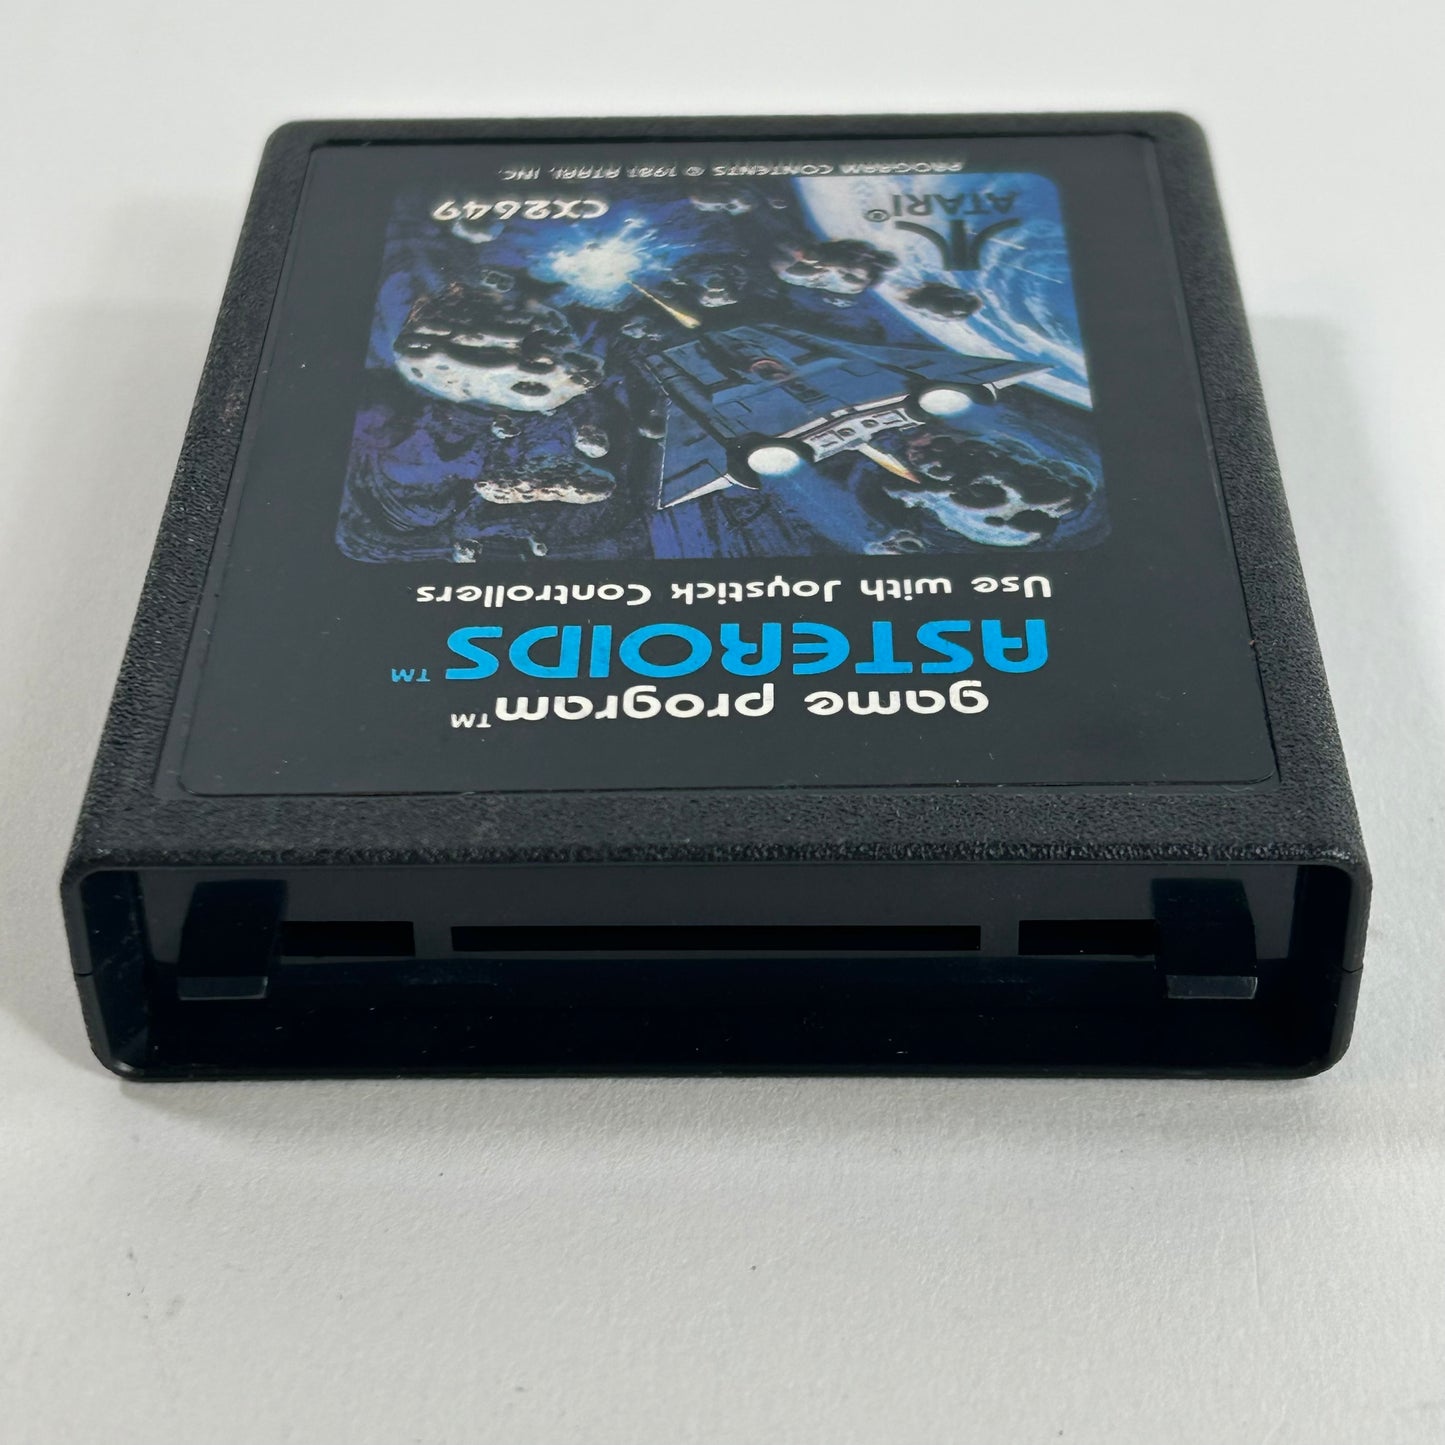 game program™
ASTEROIDS™
Use with Joystick Controllers
ATARI®
CX2649
PROGRAM CONTENTS © 1981 ATARI, INC.